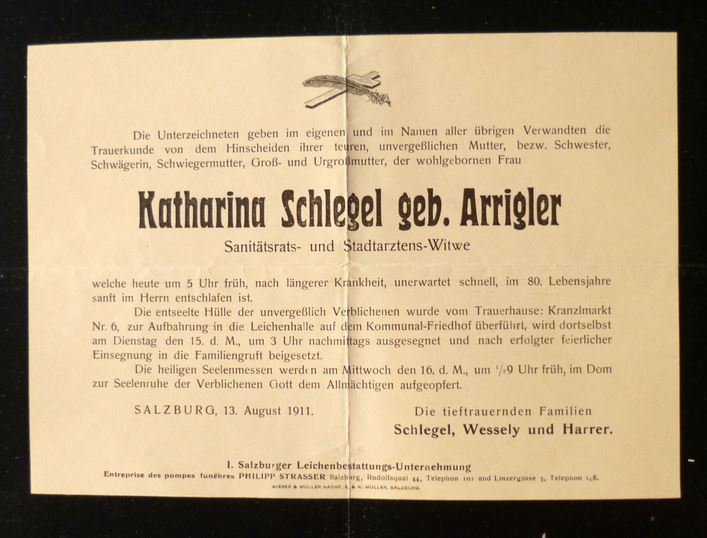 Die Unterzeichneten geben im eigenen und im Namen aller übrigen Verwandten die
Trauerkunde von dem Hinscheiden ihrer teuren, unvergeßlichen Mutter, bezw. Schwester,
Schwägerin, Schwiegermutter, Groß- und Urgroßmutter, der wohlgebornen Frau
Katharina Schlegel geb. Arrigler
Sanitätsrats- und Stadtarztens-Witwe
welche heute um 5 Uhr früh, nach längerer Krankheit, unerwartet schnell, im 80. Lebensjahre
sanft im Herrn entschlafen ist.
Die entseelte Hülle der unvergeßlich Verblichenen wurde vom Trauerhause: Kranzlmarkt
Nr. 6, zur Aufbahrung in die Leichenhalle auf dem Kommunal-Friedhof überführt, wird dortselbst
am Dienstag den 15. d. M., um 3 Uhr nachmittags ausgesegnet und nach erfolgter feierlicher
Einsegnung in die Familiengruft beigesetzt.
Die heiligen Seelenmessen werden am Mittwoch den 16. d. M., um 1/29 Uhr früh, im Dom
zur Seelenruhe der Verblichenen Gott dem Allmächtigen aufgeopfert.
SALZBURG, 13. August 1911.
Die tieftrauernden Familien
Schlegel, Wessely und Harrer.
I. Salzburger Leichenbestattungs-Unternehmung
Entreprise des pompes funèbres PHILIPP STRASSER Salzburg, Rudolfsquai 44, Telephon 101 und Linzergasse 3, Telephon 148.
WIESER & MÜLLER NACHF. A. & K. MÜLLER, SALZBURG.